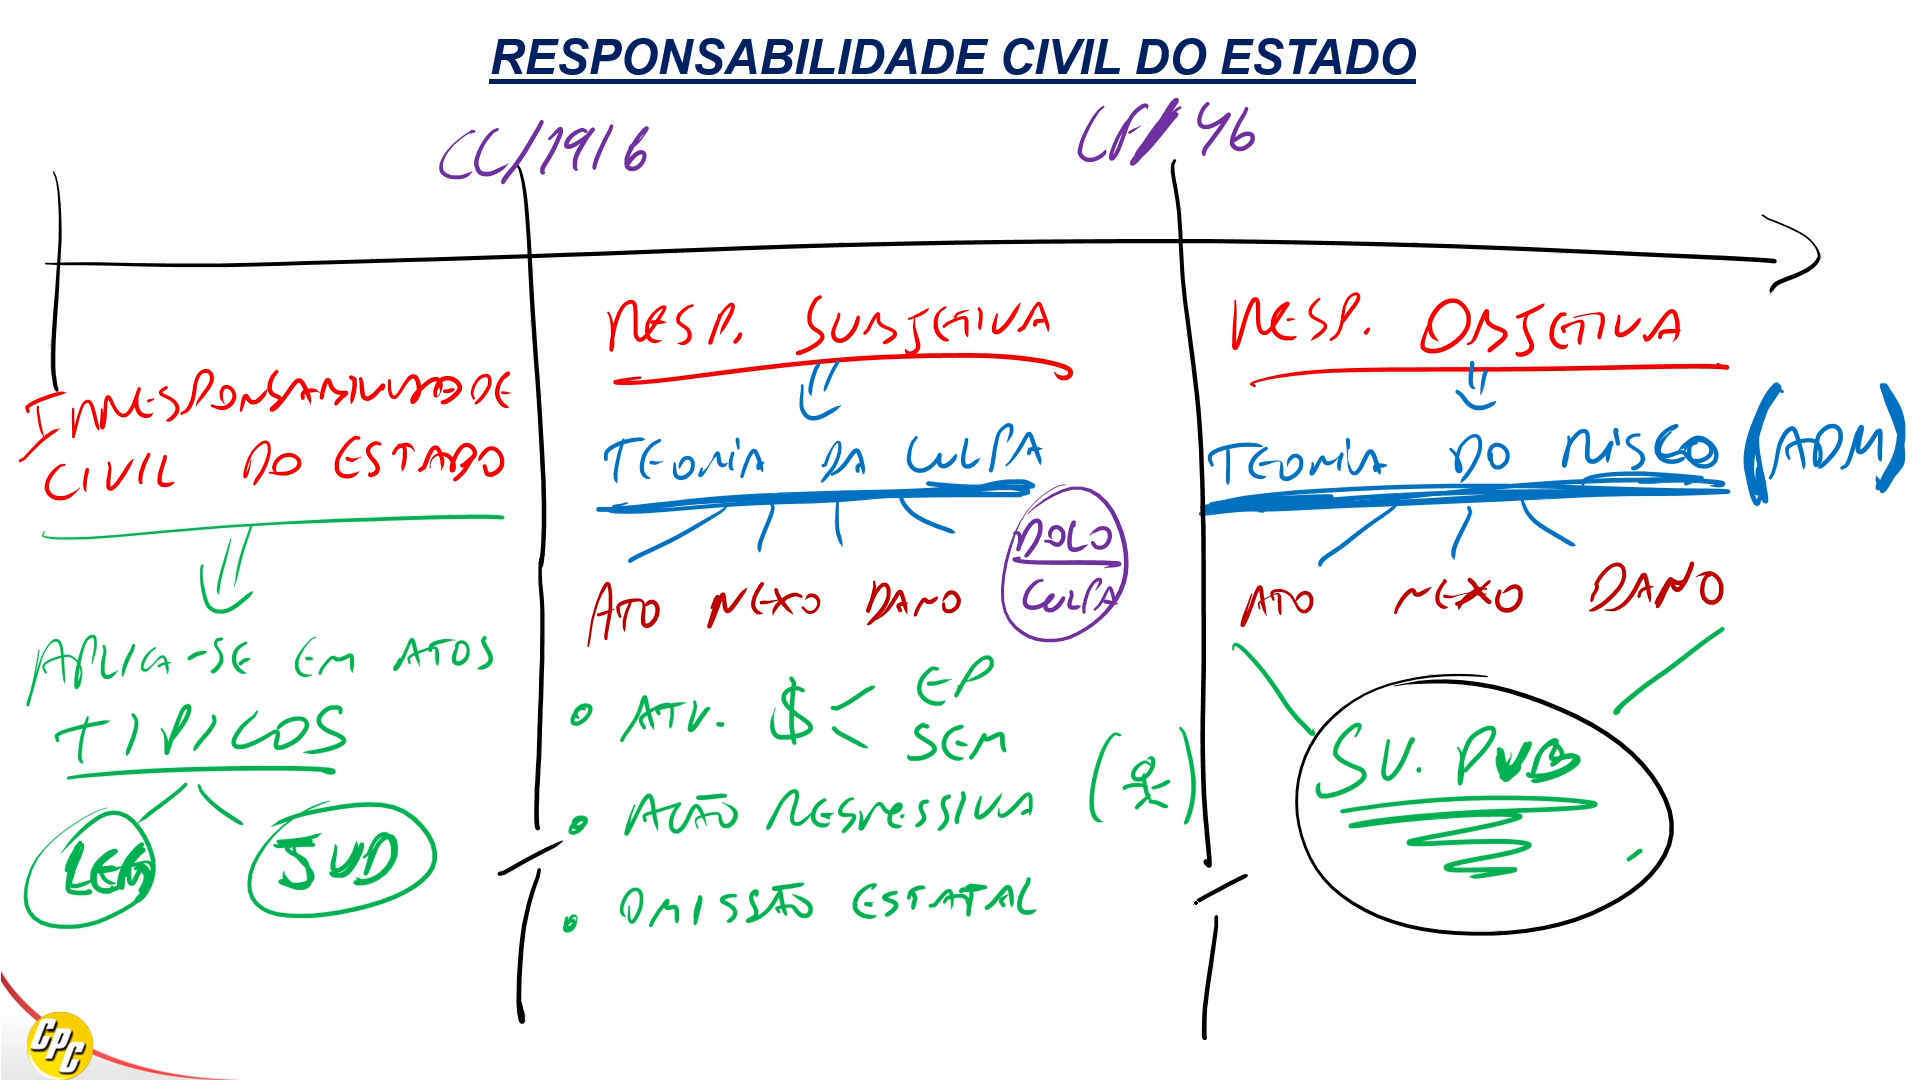 RESPONSABILIDADE CIVIL DO ESTADO
CC/1916
CF/46
IRRESPONSABILIDADE
CIVIL DO ESTADO
APLICA-SE EM ATOS
TIPICOS
LEG
JUD
RESP. SUBJETIVA
TEORIA DA CULPA
ATO NEXO DANO
DOLO
CULPA
ATV. $ < EP
SEM
AÇÃO REGRESSIVA ( )
OMISSÃO ESTATAL
RESP. OBJETIVA
TEORIA DO RISCO (ADM)
ATO NEXO DANO
SV. PUB
CPC